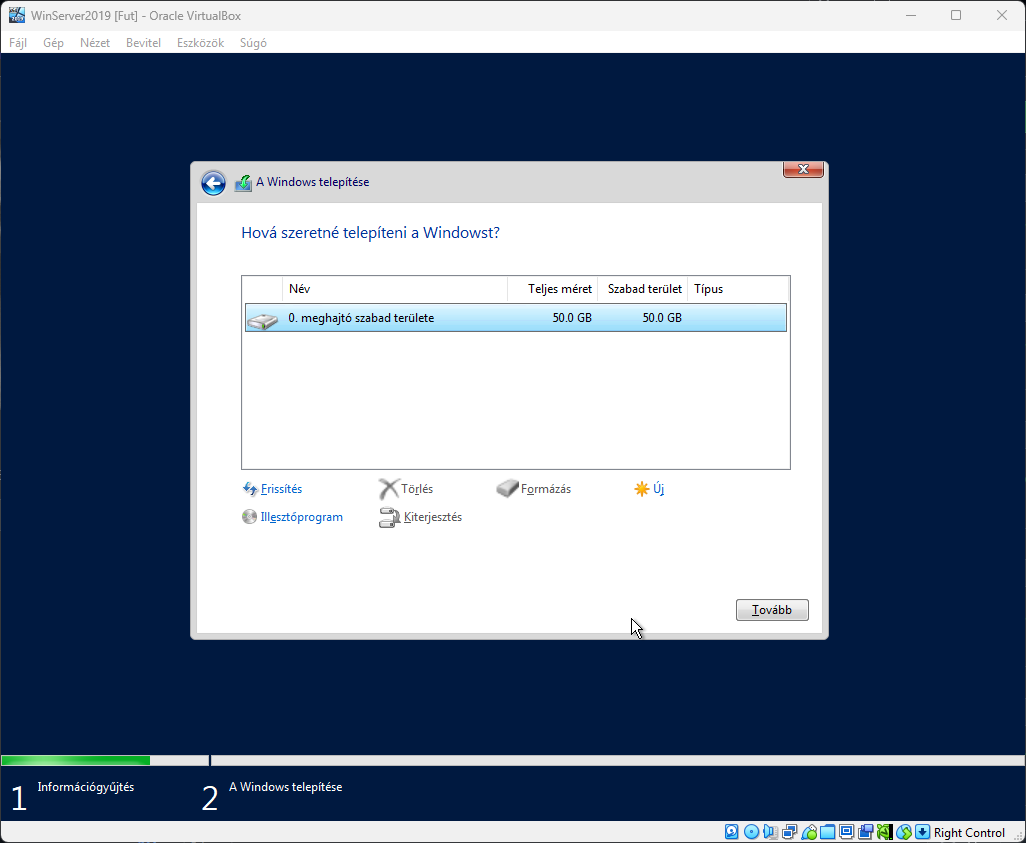 WinServer2019 [Fut] - Oracle VirtualBox
Fájl Gép Nézet Bevitel Eszközök Súgó
A Windows telepítése
Hová szeretné telepíteni a Windowst?
Név Teljes méret Szabad terület Típus
0. meghajtó szabad területe 50.0 GB 50.0 GB
Frissítés Törlés Formázás Új
Illesztőprogram Kiterjesztés
Tovább
1 Információgyűjtés 2 A Windows telepítése
Right Control